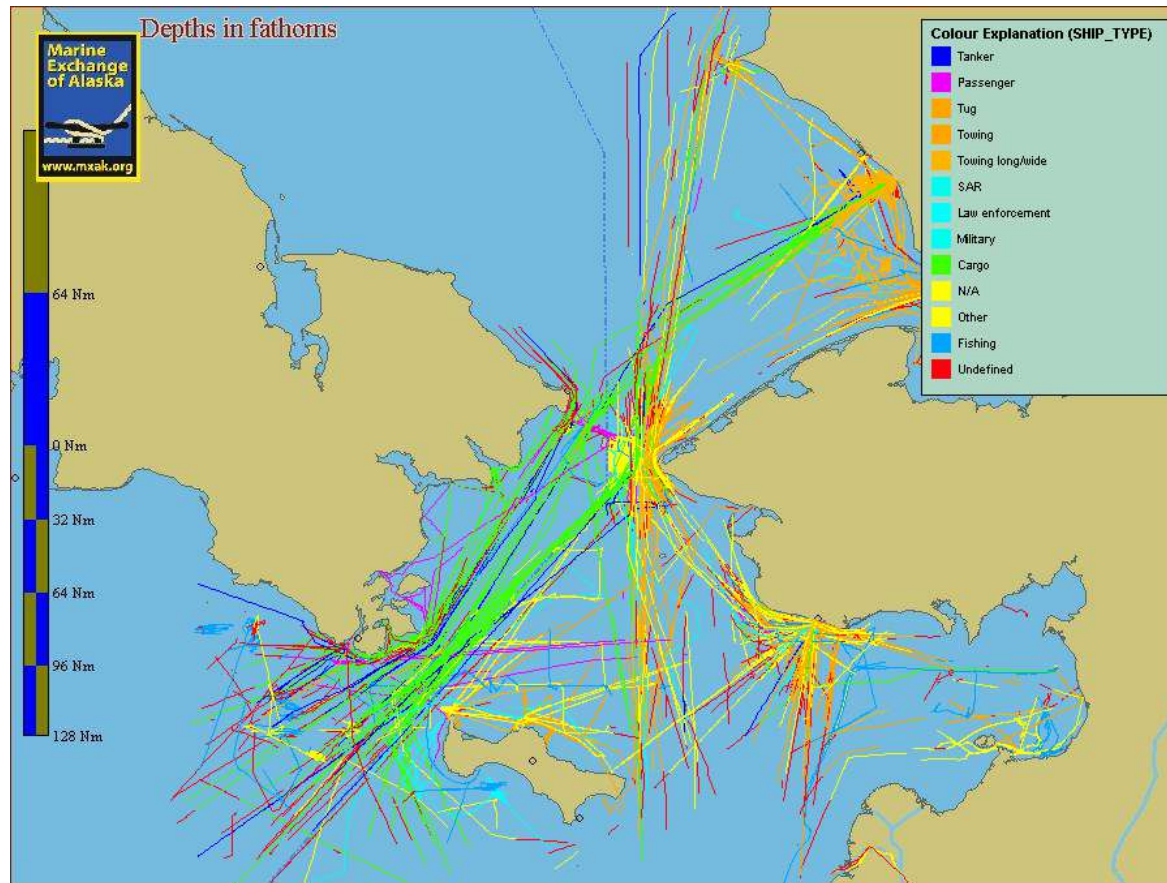 Depths in fathoms
Marine
Exchange
of Alaska
www.mxak.org
64 Nm
0 Nm
32 Nm
64 Nm
96 Nm
128 Nm
Colour Explanation (SHIP_TYPE)
Tanker
Passenger
Tug
Towing
Towing long/wide
SAR
Law enforcement
Military
Cargo
N/A
Other
Fishing
Undefined